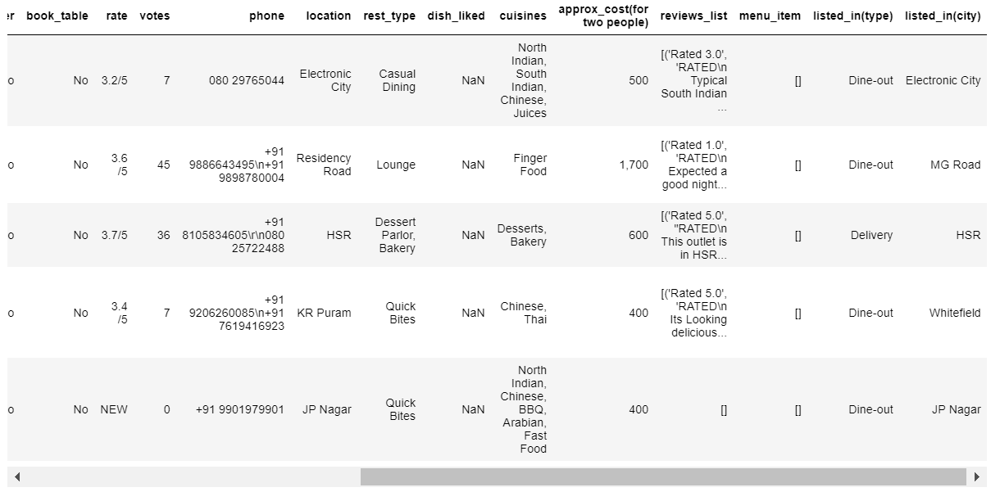 er book_table rate votes phone location rest_type dish_liked cuisines approx_cost(for two people) reviews_list menu_item listed_in(type) listed_in(city)
o No 3.2/5 7 080 29765044 Electronic City Casual Dining NaN North Indian, South Indian, Chinese, Juices 500 [('Rated 3.0', 'RATED\n Typical South Indian ... [] Dine-out Electronic City
o No 3.6 /5 45 +91 9886643495\n+91 9898780004 Residency Road Lounge NaN Finger Food 1,700 [('Rated 1.0', 'RATED\n Expected a good night... [] Dine-out MG Road
o No 3.7/5 36 +91 8105834605\r\n080 25722488 HSR Dessert Parlor, Bakery NaN Desserts, Bakery 600 [('Rated 5.0', "RATED\n This outlet is in HSR... [] Delivery HSR
o No 3.4 /5 7 +91 9206260085\n+91 7619416923 KR Puram Quick Bites NaN Chinese, Thai 400 [('Rated 5.0', 'RATED\n Its Looking delicious... [] Dine-out Whitefield
o No NEW 0 +91 9901979901 JP Nagar Quick Bites NaN North Indian, Chinese, BBQ, Arabian, Fast Food 400 [] [] Dine-out JP Nagar